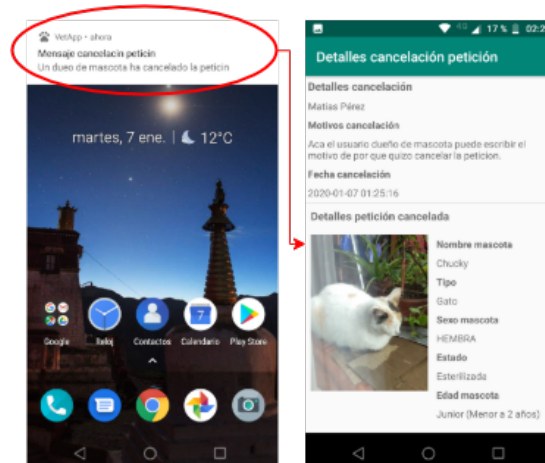 VetApp • ahora
Mensaje cancelacin peticin
Un dueo de mascota ha cancelado la peticin
martes, 7 ene. | 12°C
7
Google
Reloj
Contactos
Calendario
Play Store
4G
17 %
02:2
Detalles cancelación petición
Detalles cancelación
Matías Pérez
Motivos cancelación
Aca el usuario dueño de mascota puede escribir el
motivo de por que quizo cancelar la peticion.
Fecha cancelación
2020-01-07 01:25:16
Detalles petición cancelada
Nombre mascota
Chucky
Tipo
Gato
Sexo mascota
HEMBRA
Estado
Esterilizada
Edad mascota
Junior (Menor a 2 años)